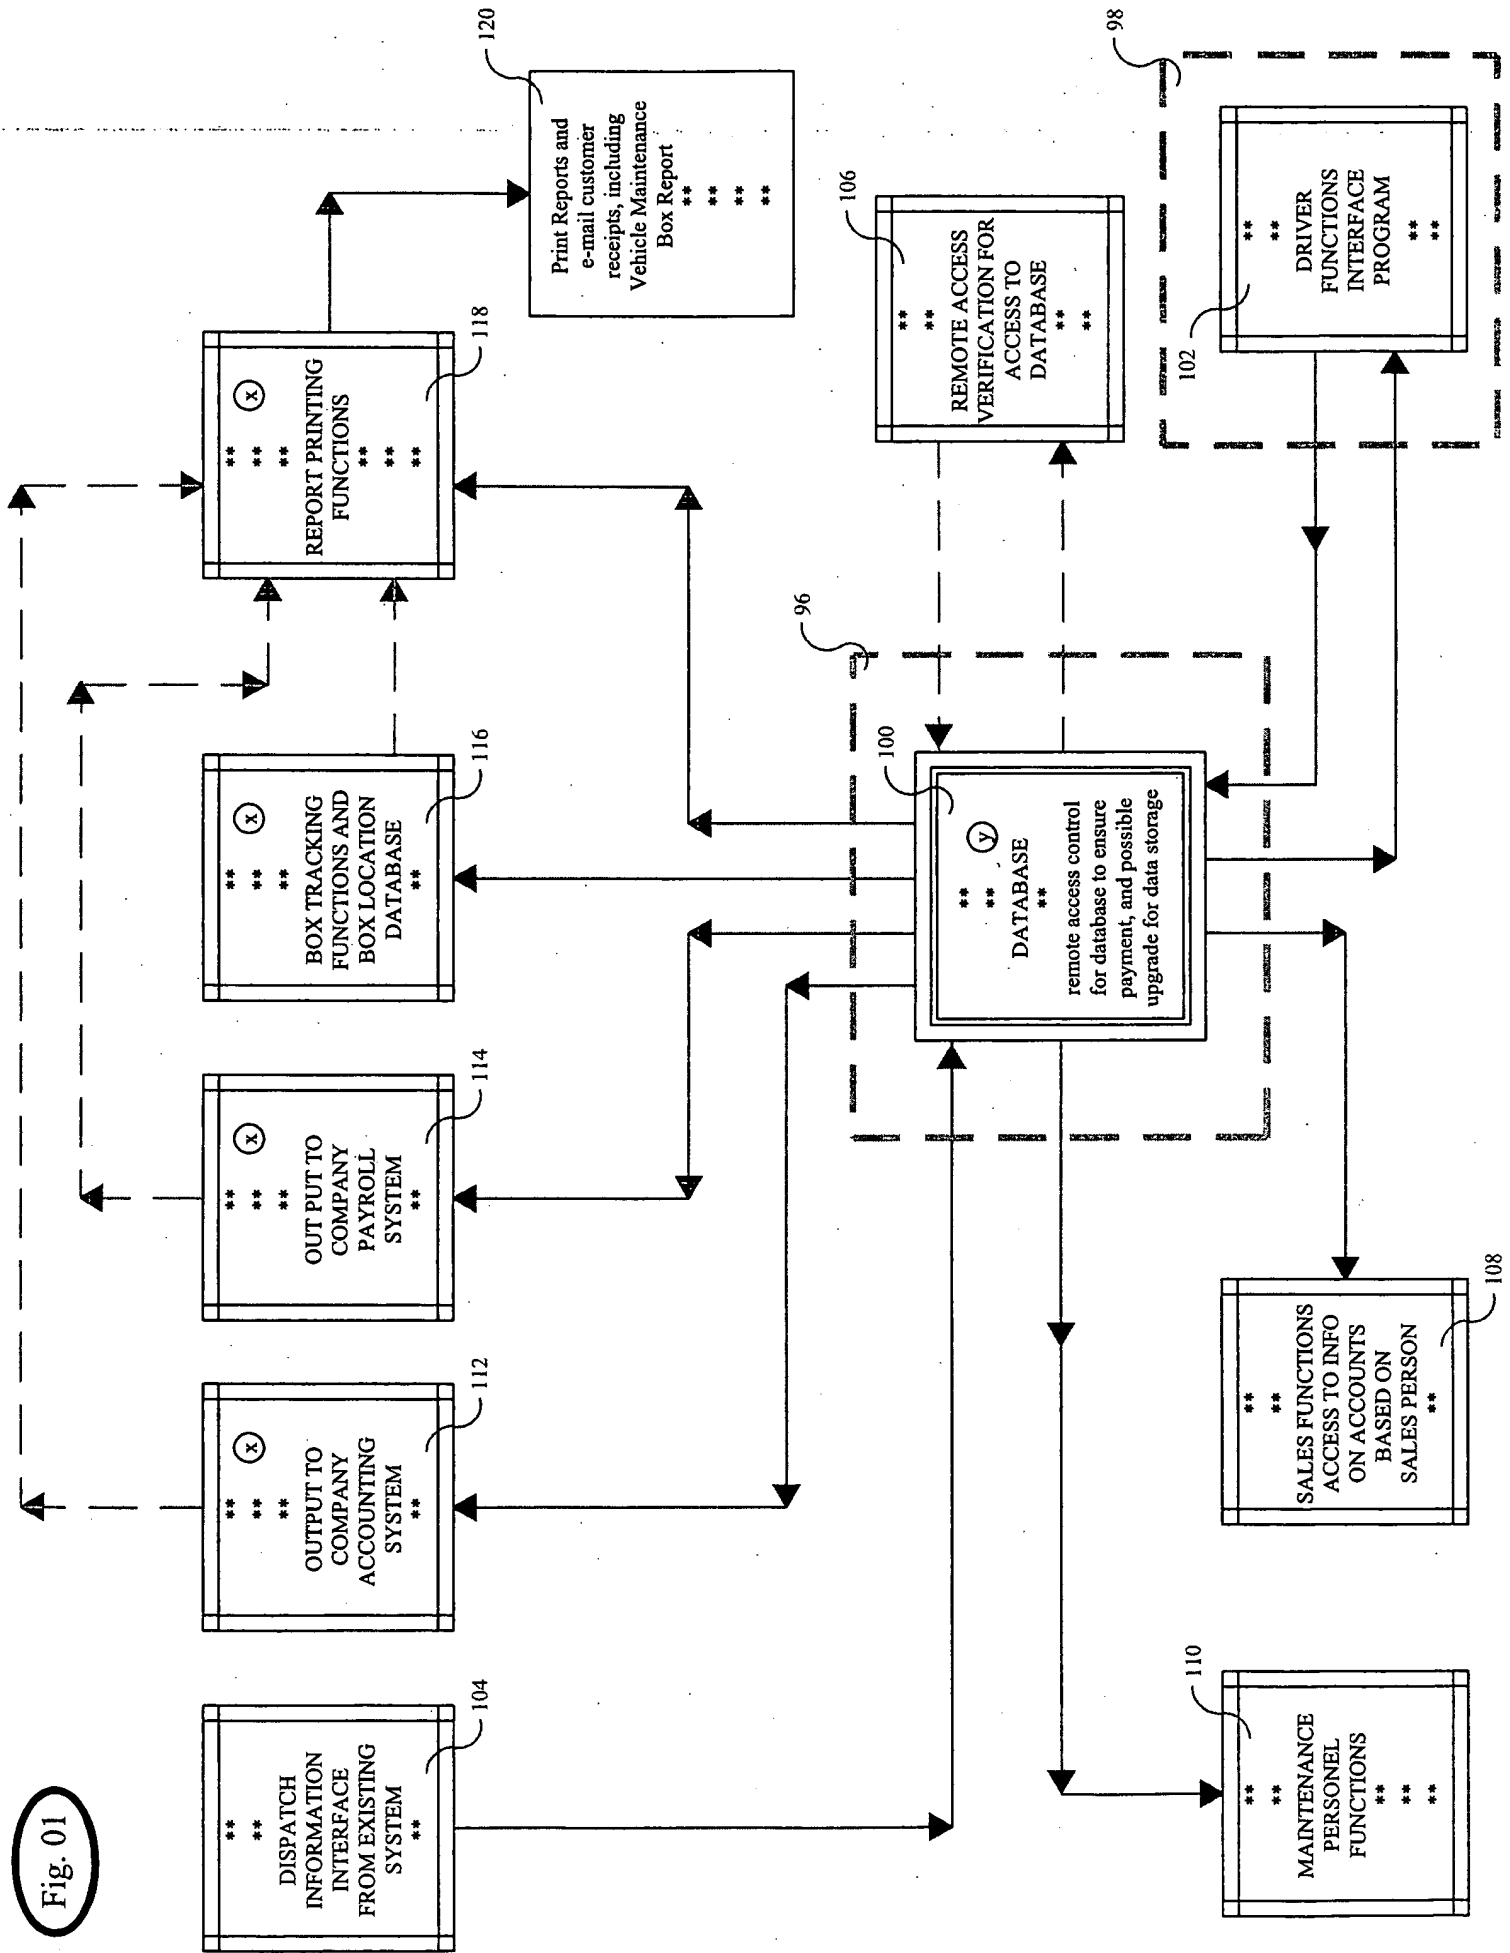 Fig. 01
**
**
DISPATCH
INFORMATION
INTERFACE
FROM EXISTING
SYSTEM
**
104
**
**
x
**
OUTPUT TO
COMPANY
ACCOUNTING
SYSTEM
**
112
**
**
x
**
OUT PUT TO
COMPANY
PAYROLL
SYSTEM
**
114
**
**
x
**
BOX TRACKING
FUNCTIONS AND
BOX LOCATION
DATABASE
**
116
**
**
x
**
REPORT PRINTING
FUNCTIONS
**
**
**
118
120
Print Reports and
e-mail customer
receipts, including
Vehicle Maintenance
Box Report
**
**
**
**
96
100
**
y
**
DATABASE
**
remote access control
for database to ensure
payment, and possible
upgrade for data storage
106
**
**
REMOTE ACCESS
VERIFICATION FOR
ACCESS TO
DATABASE
**
**
110
**
**
MAINTENANCE
PERSONEL
FUNCTIONS
**
**
**
**
**
SALES FUNCTIONS
ACCESS TO INFO
ON ACCOUNTS
BASED ON
SALES PERSON
**
108
98
102
**
**
DRIVER
FUNCTIONS
INTERFACE
PROGRAM
**
**